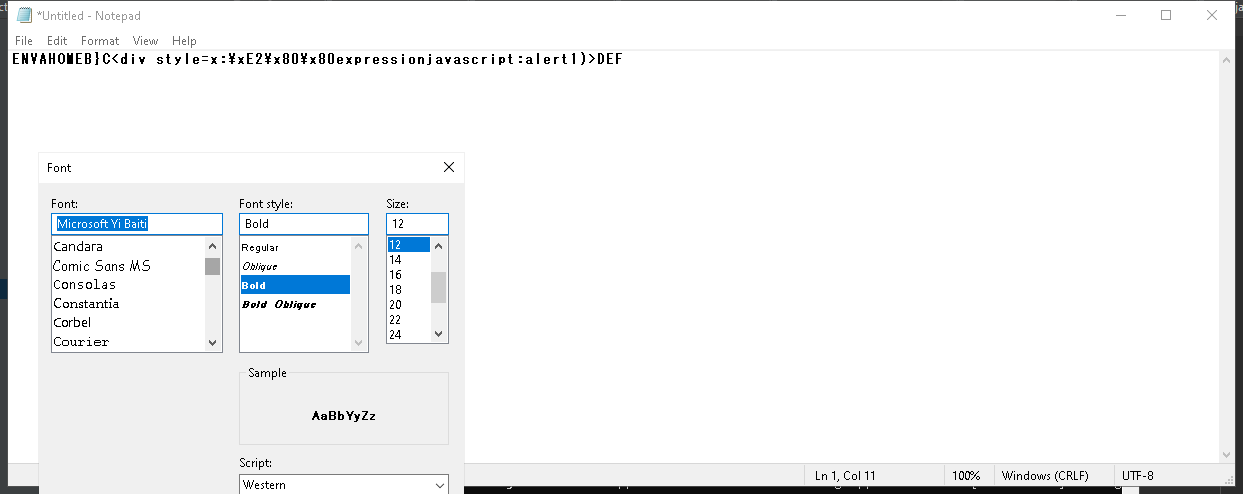 *Untitled - Notepad
File Edit Format View Help
ENVAHOWEB}C<div style=x:¥xE2¥x80¥x80expressionjavascript:alert1)>DEF
Font
Font: Font style: Size:
Microsoft Yi Baiti Bold 12
Candara Regular 12
Comic Sans MS Oblique 14
Consolas Bold 16
Constantia Bold Oblique 18
Corbel 20
Courier 22
24
Sample
AaBbYyZz
Script:
Western
Ln 1, Col 11 100% Windows (CRLF) UTF-8